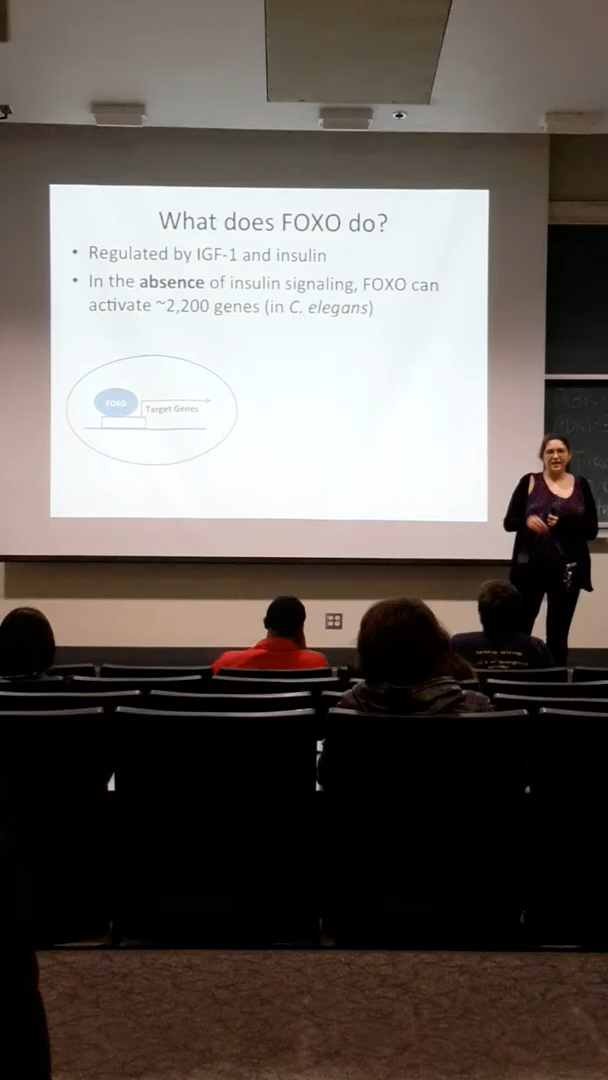 What does FOXO do?
• Regulated by IGF-1 and insulin
• In the absence of insulin signaling, FOXO can
activate ~2,200 genes (in C. elegans)
FOXO
Target Genes